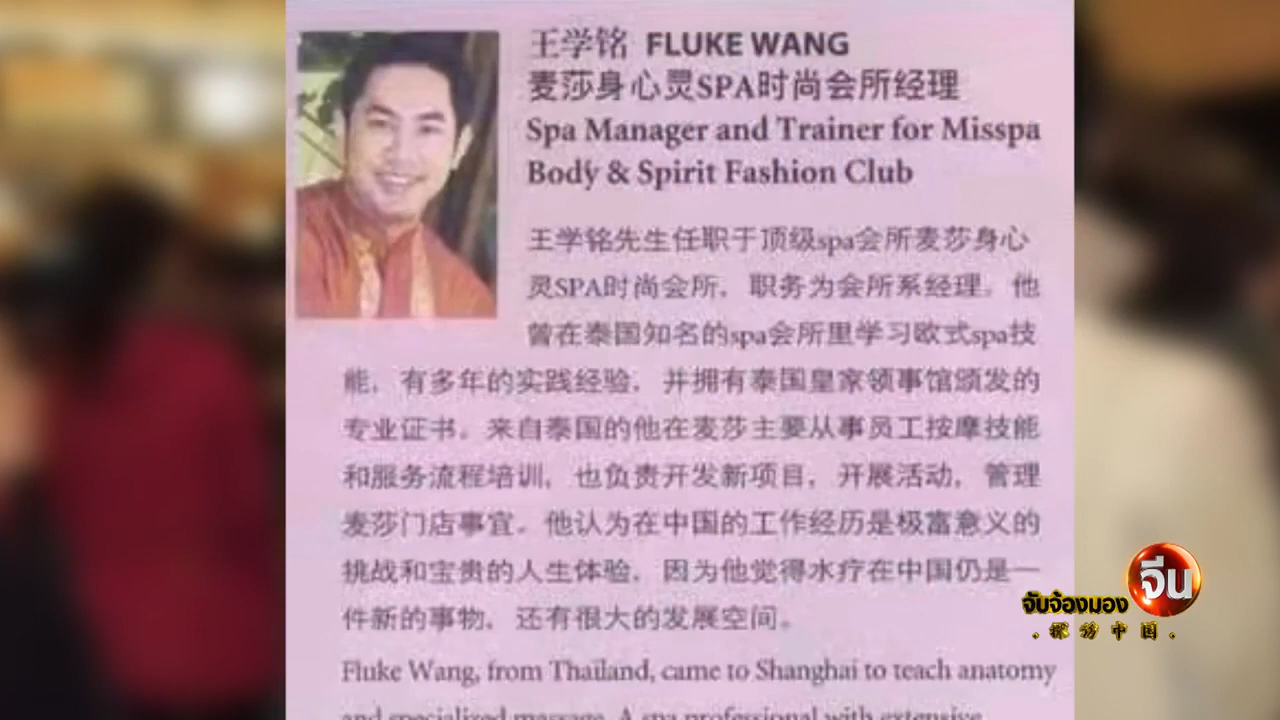 王学铭 FLUKE WANG
麦莎身心灵SPA时尚会所经理
Spa Manager and Trainer for Misspa
Body & Spirit Fashion Club
王学铭先生任职于顶级spa会所麦莎身心
灵SPA时尚会所，职务为会所系经理。他
曾在泰国知名的spa会所里学习欧式spa技
能，有多年的实践经验，并拥有泰国皇家领事馆颁发的
专业证书。来自泰国的他在麦莎主要从事员工按摩技能
和服务流程培训，也负责开发新项目，开展活动，管理
麦莎门店事宜。他认为在中国的工作经历是极富意义的
挑战和宝贵的人生体验，因为他觉得水疗在中国仍是一
件新的事物，还有很大的发展空间。
Fluke Wang, from Thailand, came to Shanghai to teach anatomy
and specialized massage. A spa professional with extensive
จีน
จับจ้องมอง
探访中国